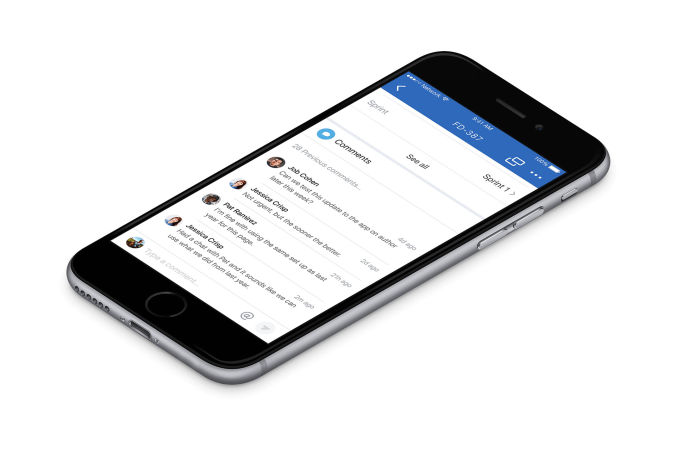 Network 9:41 AM 100%
FD-387
Sprint Sprint 1
Comments
See all
28 Previous comments...
Job Cohen 4d ago
Can we test this update to the app on author
later this week?
Jessica Crisp 2d ago
Not urgent, but the sooner the better.
Pat Ramirez 21h ago
I'm fine with using the same set up as last
year for this page.
Jessica Crisp 2m ago
Had a chat with Pat and it sounds like we can
use what we did from last year.
Type a comment...
@